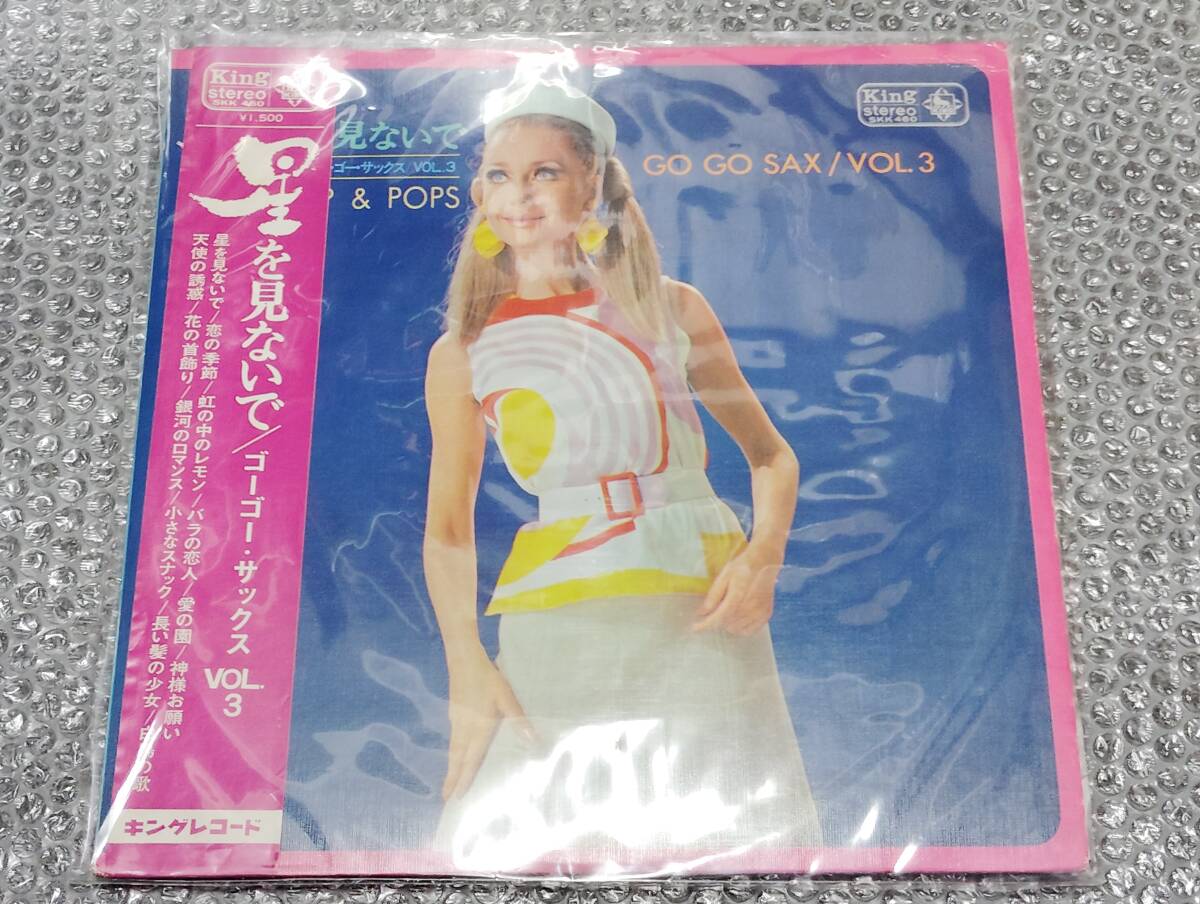 King
stereo
SKK 460
¥1,500
星を見ないで/ゴーゴー・サックス VOL.3
星を見ないで/恋の季節/虹の中のレモン/バラの恋人/愛の園/神様お願い
天使の誘惑/花の首飾り/銀河のロマンス/小さなスナック/長い髪の少女/白鳥の歌
キングレコード
見ないで
ゴー・サックス/VOL.3
P & POPS
King
stereo
SKK 460
GO GO SAX/VOL.3